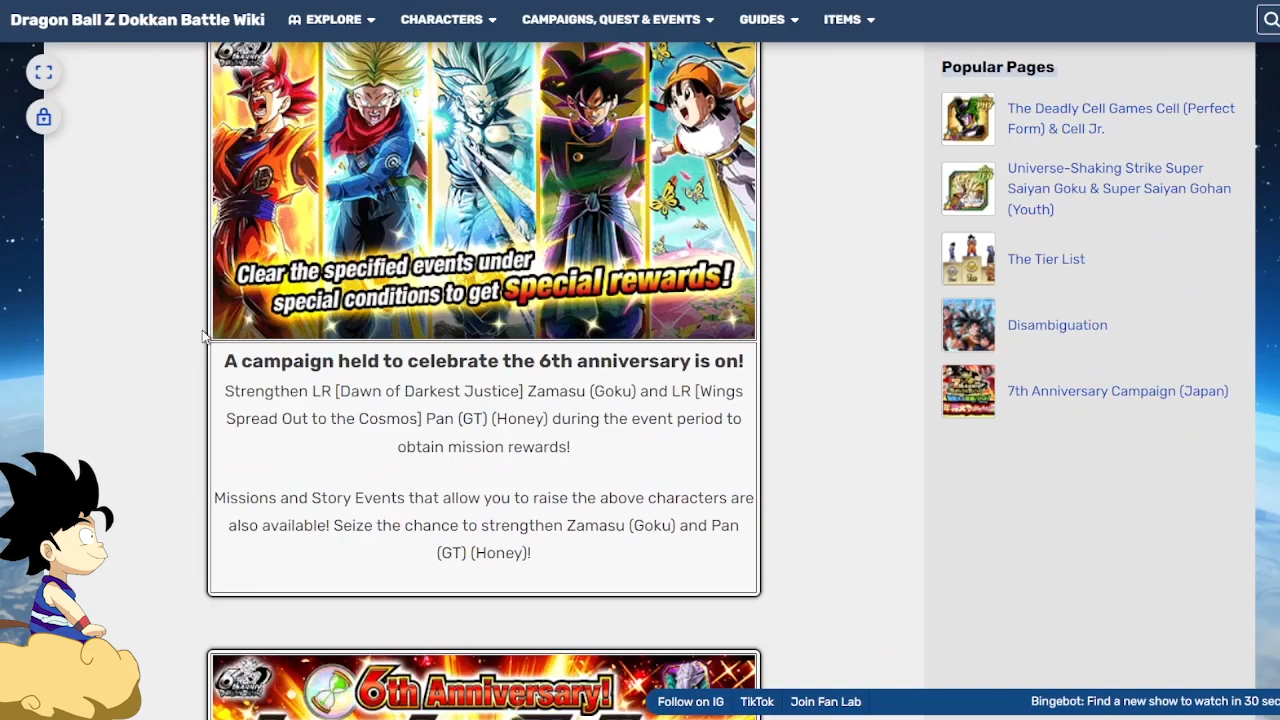 Dragon Ball Z Dokkan Battle Wiki
EXPLORE
CHARACTERS
CAMPAIGNS, QUEST & EVENTS
GUIDES
ITEMS
Clear the specified events under
special conditions to get special rewards!
A campaign held to celebrate the 6th anniversary is on!
Strengthen LR [Dawn of Darkest Justice] Zamasu (Goku) and LR [Wings
Spread Out to the Cosmos] Pan (GT) (Honey) during the event period to
obtain mission rewards!
Missions and Story Events that allow you to raise the above characters are
also available! Seize the chance to strengthen Zamasu (Goku) and Pan
(GT) (Honey)!
6th Anniversary!
Popular Pages
The Deadly Cell Games Cell (Perfect
Form) & Cell Jr.
Universe-Shaking Strike Super
Saiyan Goku & Super Saiyan Gohan
(Youth)
The Tier List
Disambiguation
7th Anniversary Campaign (Japan)
Follow on IG
TikTok
Join Fan Lab
Bingebot: Find a new show to watch in 30 sec